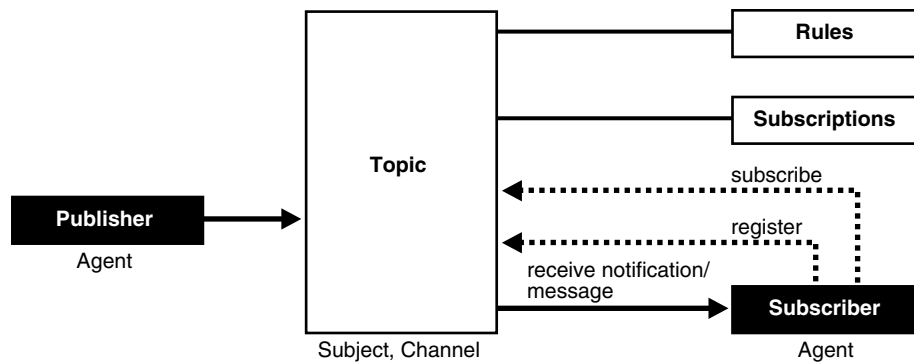 Rules
Subscriptions
Topic
subscribe
Publisher
register
Agent
receive notification/
message
Subscriber
Subject, Channel
Agent